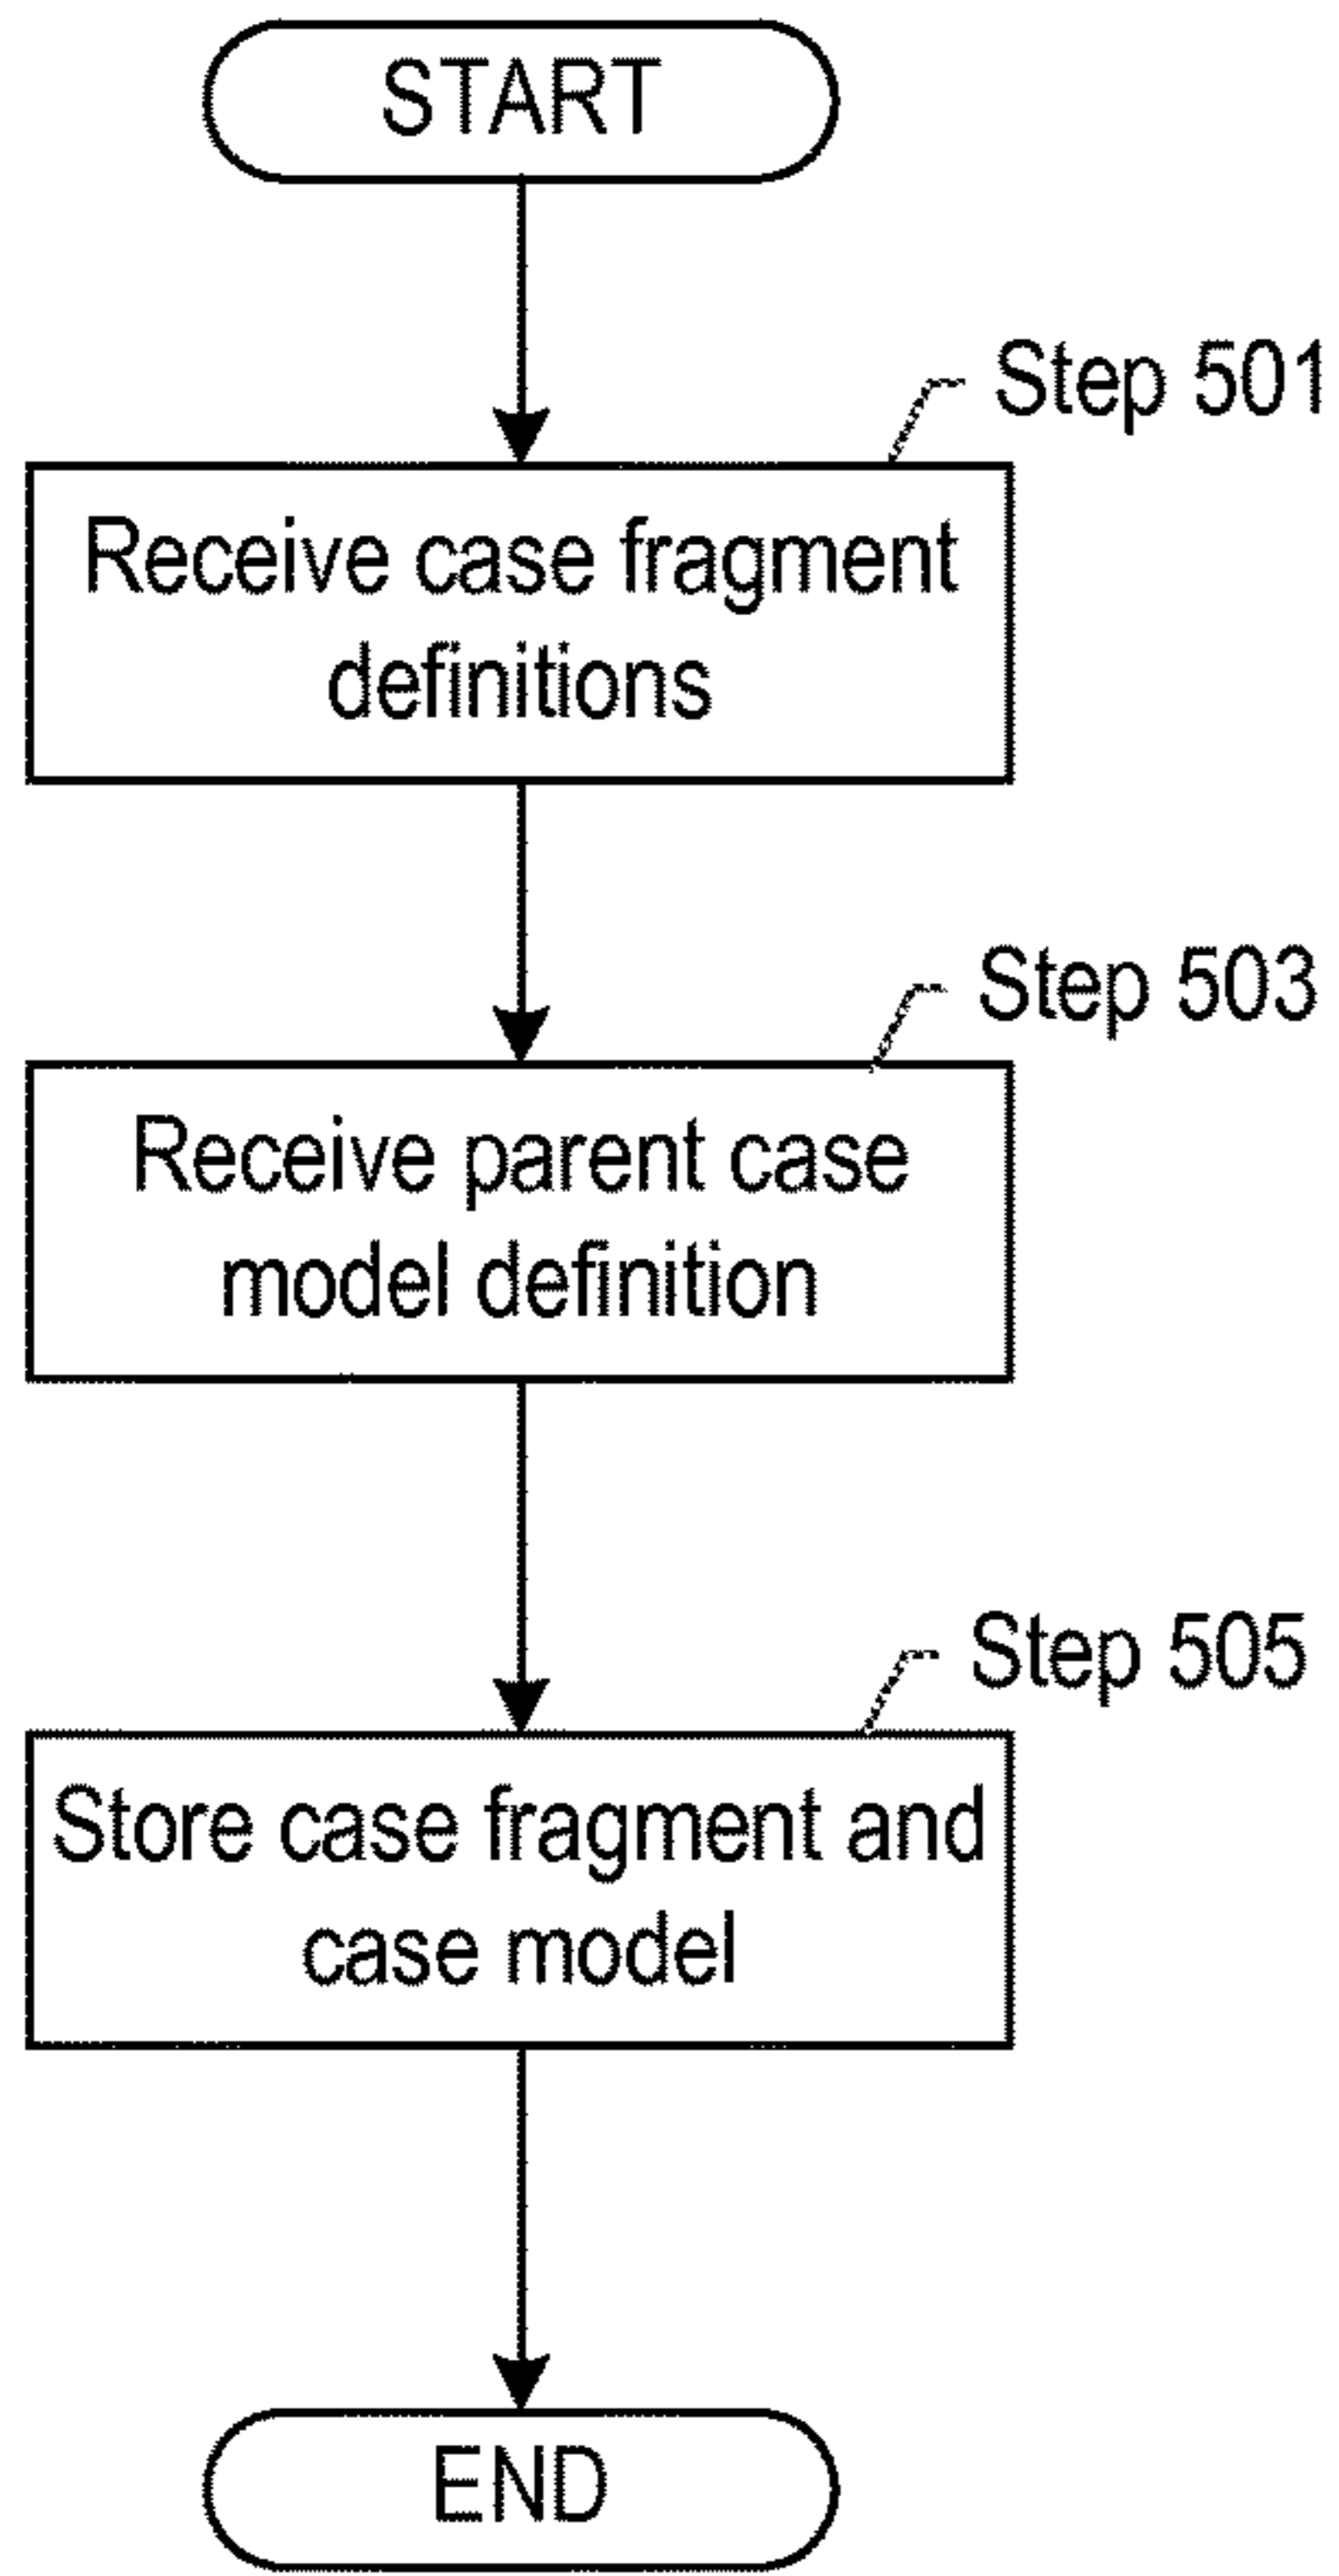 START
Step 501
Receive case fragment
definitions
Step 503
Receive parent case
model definition
Step 505
Store case fragment and
case model
END